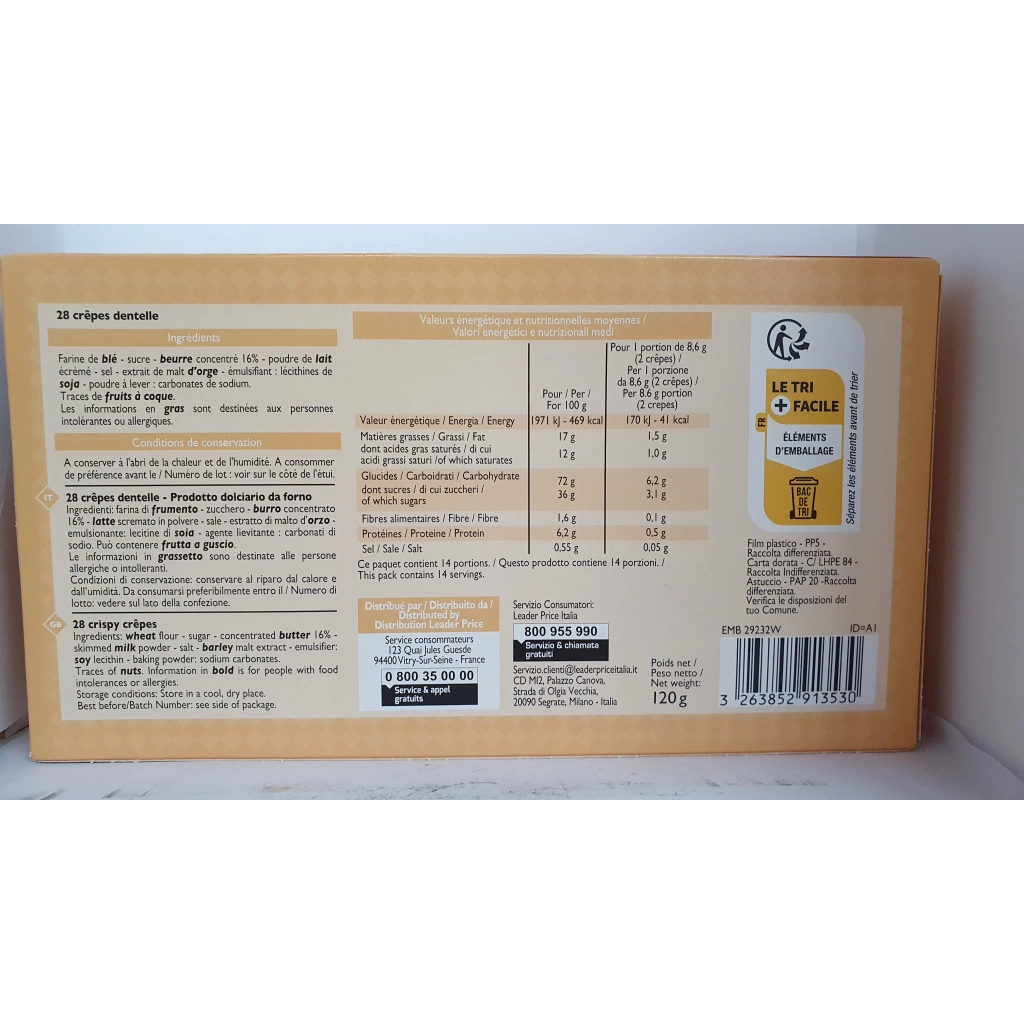 28 crêpes dentelle
Ingrédients
Farine de blé - sucre - beurre concentré 16% - poudre de lait
écrémé - sel - extrait de malt d'orge - émulsifiant : lécithines de
soja - poudre à lever : carbonates de sodium.
Traces de fruits à coque.
Les informations en gras sont destinées aux personnes
intolérantes ou allergiques.
Conditions de conservation
A conserver à l'abri de la chaleur et de l'humidité. A consommer
de préférence avant le / Numéro de lot : voir sur le côté de l'étui.
IT
28 crêpes dentelle - Prodotto dolciario da forno
Ingredienti: farina di frumento - zucchero - burro concentrato
16% - latte scremato in polvere - sale - estratto di malto d'orzo -
emulsionante: lecitine di soia - agente lievitante : carbonati di
sodio. Può contenere frutta a guscio.
Le informazioni in grassetto sono destinate alle persone
allergiche o intolleranti.
Condizioni di conservazione: conservare al riparo dal calore e
dall'umidità. Da consumarsi preferibilmente entro il / Numero di
lotto: vedere sul lato della confezione.
GB
28 crispy crêpes
Ingredients: wheat flour - sugar - concentrated butter 16% -
skimmed milk powder - salt - barley malt extract - emulsifier:
soy lecithin - baking powder: sodium carbonates.
Traces of nuts. Information in bold is for people with food
intolerances or allergies.
Storage conditions: Store in a cool, dry place.
Best before/Batch Number: see side of package.
Valeurs énergétique et nutritionnelles moyennes /
Valori energetici e nutrizionali medi
Pour / Per /
For 100 g
Pour 1 portion de 8,6 g
(2 crêpes) /
Per 1 porzione
da 8,6 g (2 crêpes) /
Per 8.6 g portion
(2 crepes)
Valeur énergétique / Energia / Energy 1971 kJ - 469 kcal 170 kJ - 41 kcal
Matières grasses / Grassi / Fat 17 g 1,5 g
dont acides gras saturés / di cui
acidi grassi saturi /of which saturates 12 g 1,0 g
Glucides / Carboidrati / Carbohydrate 72 g 6,2 g
dont sucres / di cui zuccheri /
of which sugars 36 g 3,1 g
Fibres alimentaires / Fibre / Fibre 1,6 g 0,1 g
Protéines / Proteine / Protein 6,2 g 0,5 g
Sel / Sale / Salt 0,55 g 0,05 g
Ce paquet contient 14 portions. / Questo prodotto contiene 14 porzioni. /
This pack contains 14 servings.
Distribué par / Distribuito da /
Distributed by
Distribution Leader Price
Service consommateurs
123 Quai Jules Guesde
94400 Vitry-Sur-Seine - France
0 800 35 00 00
Service & appel
gratuits
Servizio Consumatori:
Leader Price Italia
800 955 990
Servizio & chiamata
gratuiti
Servizio.clienti@leaderpriceitalia.it
CD MI2, Palazzo Canova,
Strada di Olgia Vecchia,
20090 Segrate, Milano - Italia
Poids net /
Peso netto /
Net weight:
120 g
FR
LE TRI
+ FACILE
ÉLÉMENTS
D'EMBALLAGE
BAC
DE
TRI
Séparez les éléments avant de trier
Film plastico - PP5 -
Raccolta differenziata.
Carta dorata - C/ LHPE 84 -
Raccolta Indifferenziata.
Astuccio - PAP 20 -Raccolta
differenziata.
Verifica le disposizioni del
tuo Comune.
EMB 29232W ID=A1
3 263852 913530